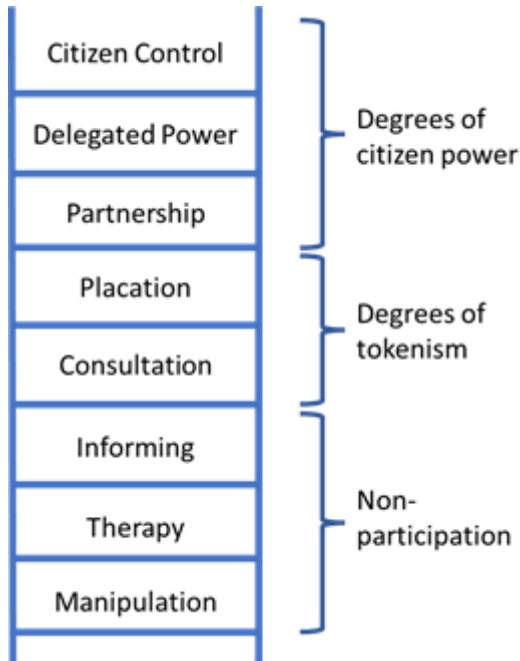 Citizen Control
Delegated Power
Partnership
Placation
Consultation
Informing
Therapy
Manipulation
Degrees of
citizen power
Degrees of
tokenism
Non-
participation